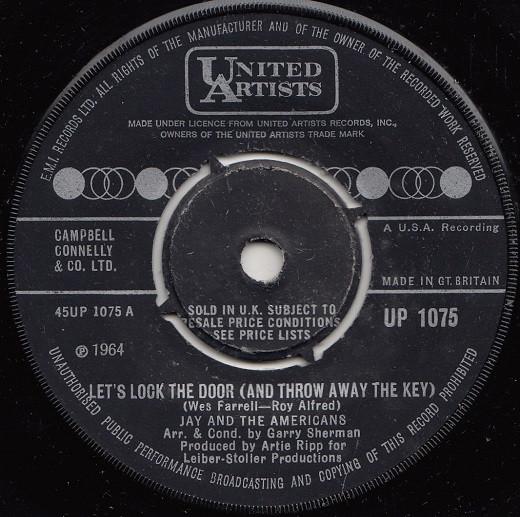 E.M.I. RECORDS LTD. ALL RIGHTS OF THE MANUFACTURER AND OF THE OWNER OF THE RECORDED WORK RESERVED
UNITED
ARTISTS
MADE UNDER LICENCE FROM UNITED ARTISTS RECORDS, INC.,
OWNERS OF THE UNITED ARTISTS TRADE MARK
CAMPBELL
CONNELLY
& CO. LTD.
A U.S.A. Recording
MADE IN GT. BRITAIN
45UP 1075 A
SOLD IN U.K. SUBJECT TO
RESALE PRICE CONDITIONS
SEE PRICE LISTS
UP 1075
℗ 1964
LET'S LOCK THE DOOR (AND THROW AWAY THE KEY)
(Wes Farrell—Roy Alfred)
JAY AND THE AMERICANS
Arr. & Cond. by Garry Sherman
Produced by Artie Ripp for
Leiber-Stoller Productions
UNAUTHORISED PUBLIC PERFORMANCE BROADCASTING AND COPYING OF THIS RECORD PROHIBITED